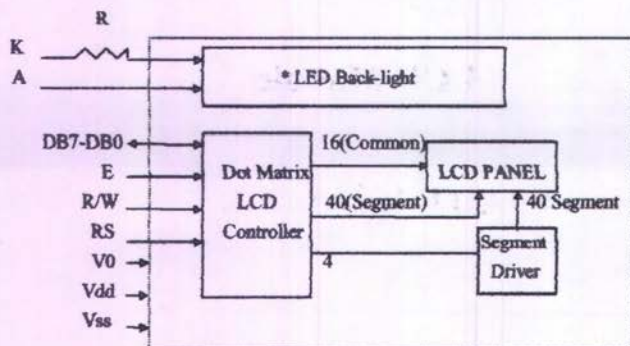 R
K
A
* LED Back-light
DB7-DB0
E
R/W
RS
V0
Vdd
Vss
Dot Matrix
LCD
Controller
16(Common)
40(Segment)
4
LCD PANEL
40 Segment
Segment
Driver